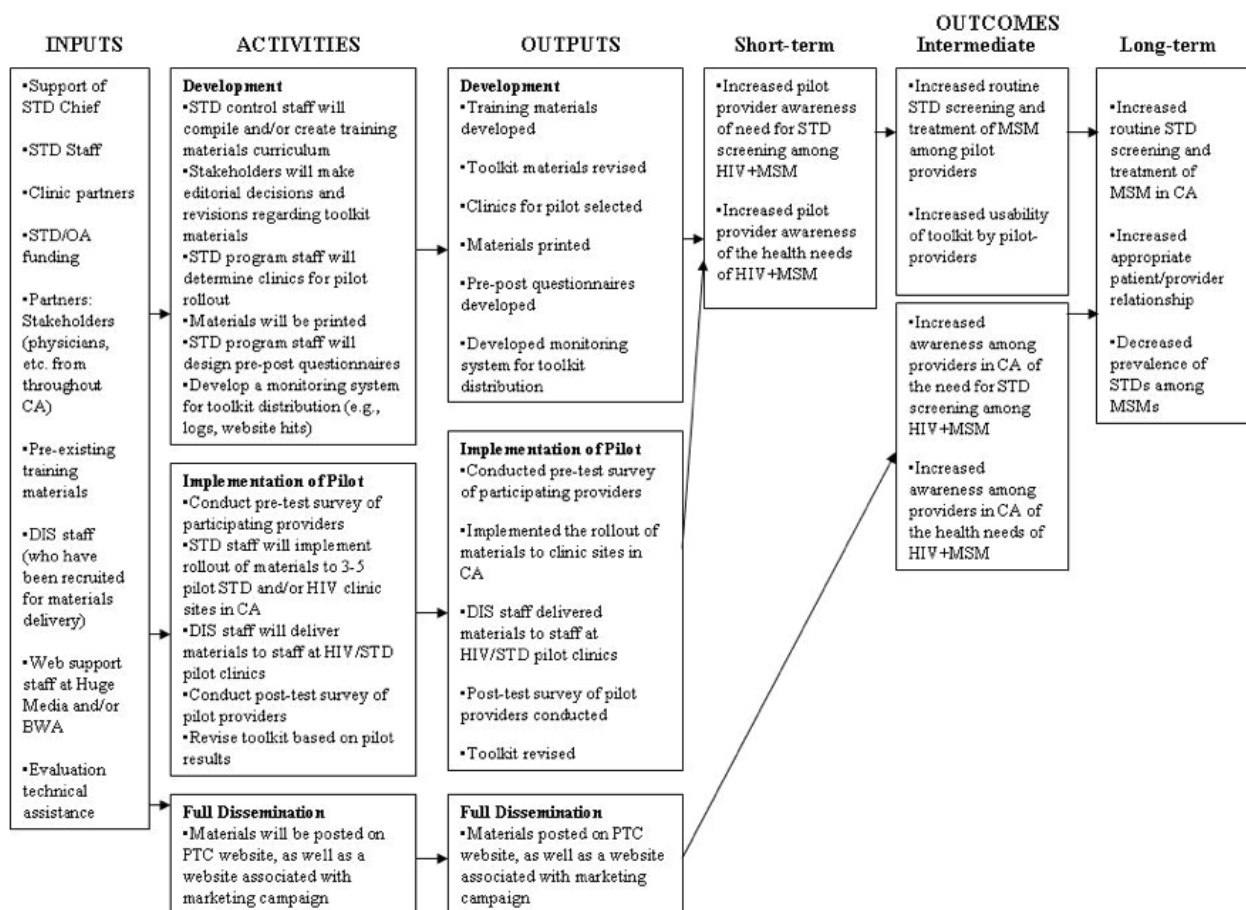 OUTCOMES
INPUTS
ACTIVITIES
OUTPUTS
Short-term
Intermediate
Long-term
▪Support of
STD Chief
▪STD Staff
▪Clinic partners
▪STD/OA
funding
▪Partners:
Stakeholders
(physicians,
etc. from
throughout
CA)
▪Pre-existing
training
materials
▪DIS staff
(who have
been recruited
for materials
delivery)
▪Web support
staff at Huge
Media and/or
BWA
▪Evaluation
technical
assistance
Development
▪STD control staff will
compile and/or create training
materials curriculum
▪Stakeholders will make
editorial decisions and
revisions regarding toolkit
materials
▪STD program staff will
determine clinics for pilot
rollout
▪Materials will be printed
▪STD program staff will
design pre-post questionnaires
▪Develop a monitoring system
for toolkit distribution (e.g.,
logs, website hits)
Implementation of Pilot
▪Conduct pre-test survey of
participating providers
▪STD staff will implement
rollout of materials to 3-5
pilot STD and/or HIV clinic
sites in CA
▪DIS staff will deliver
materials to staff at HIV/STD
pilot clinics
▪Conduct post-test survey of
pilot providers
▪Revise toolkit based on pilot
results
Full Dissemination
▪Materials will be posted on
PTC website, as well as a
website associated with
marketing campaign
Development
▪Training materials
developed
▪Toolkit materials revised
▪Clinics for pilot selected
▪Materials printed
▪Pre-post questionnaires
developed
▪Developed monitoring
system for toolkit
distribution
Implementation of Pilot
▪Conducted pre-test survey
of participating providers
▪Implemented the rollout of
materials to clinic sites in
CA
▪DIS staff delivered
materials to staff at
HIV/STD pilot clinics
▪Post-test survey of pilot
providers conducted
▪Toolkit revised
Full Dissemination
▪Materials posted on PTC
website, as well as a website
associated with marketing
campaign
▪Increased pilot
provider awareness
of need for STD
screening among
HIV+MSM
▪Increased pilot
provider awareness
of the health needs
of HIV+MSM
▪Increased routine
STD screening and
treatment of MSM
among pilot
providers
▪Increased usability
of toolkit by pilot-
providers
▪Increased
awareness among
providers in CA of
the need for STD
screening among
HIV+MSM
▪Increased
awareness among
providers in CA of
the health needs of
HIV+MSM
▪Increased
routine STD
screening and
treatment of
MSM in CA
▪Increased
appropriate
patient/provider
relationship
▪Decreased
prevalence of
STDs among
MSMs